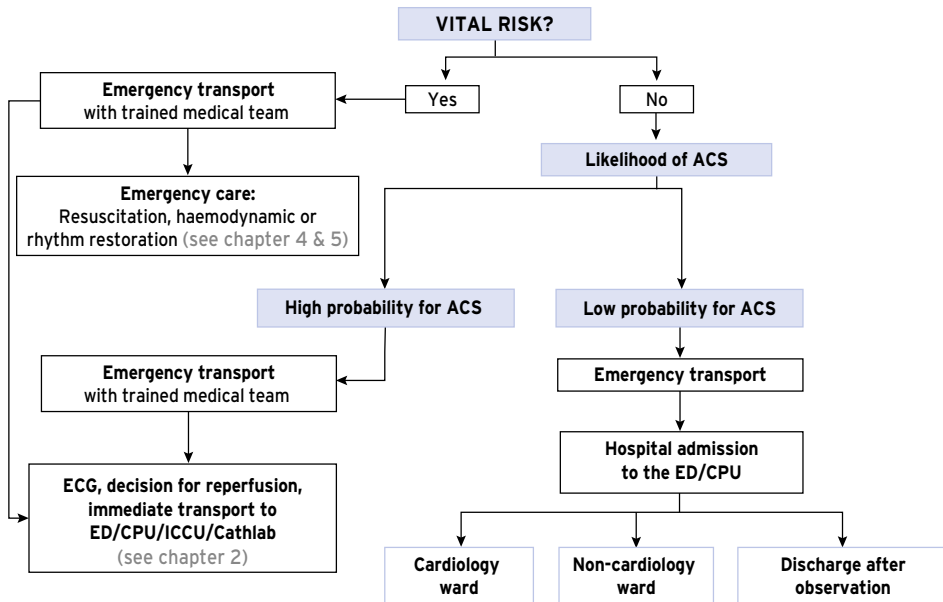 VITAL RISK?
Yes
No
Emergency transport
with trained medical team
Likelihood of ACS
Emergency care:
Resuscitation, haemodynamic or
rhythm restoration (see chapter 4 & 5)
High probability for ACS
Low probability for ACS
Emergency transport
with trained medical team
Emergency transport
Hospital admission
to the ED/CPU
ECG, decision for reperfusion,
immediate transport to
ED/CPU/ICCU/Cathlab
(see chapter 2)
Cardiology
ward
Non-cardiology
ward
Discharge after
observation